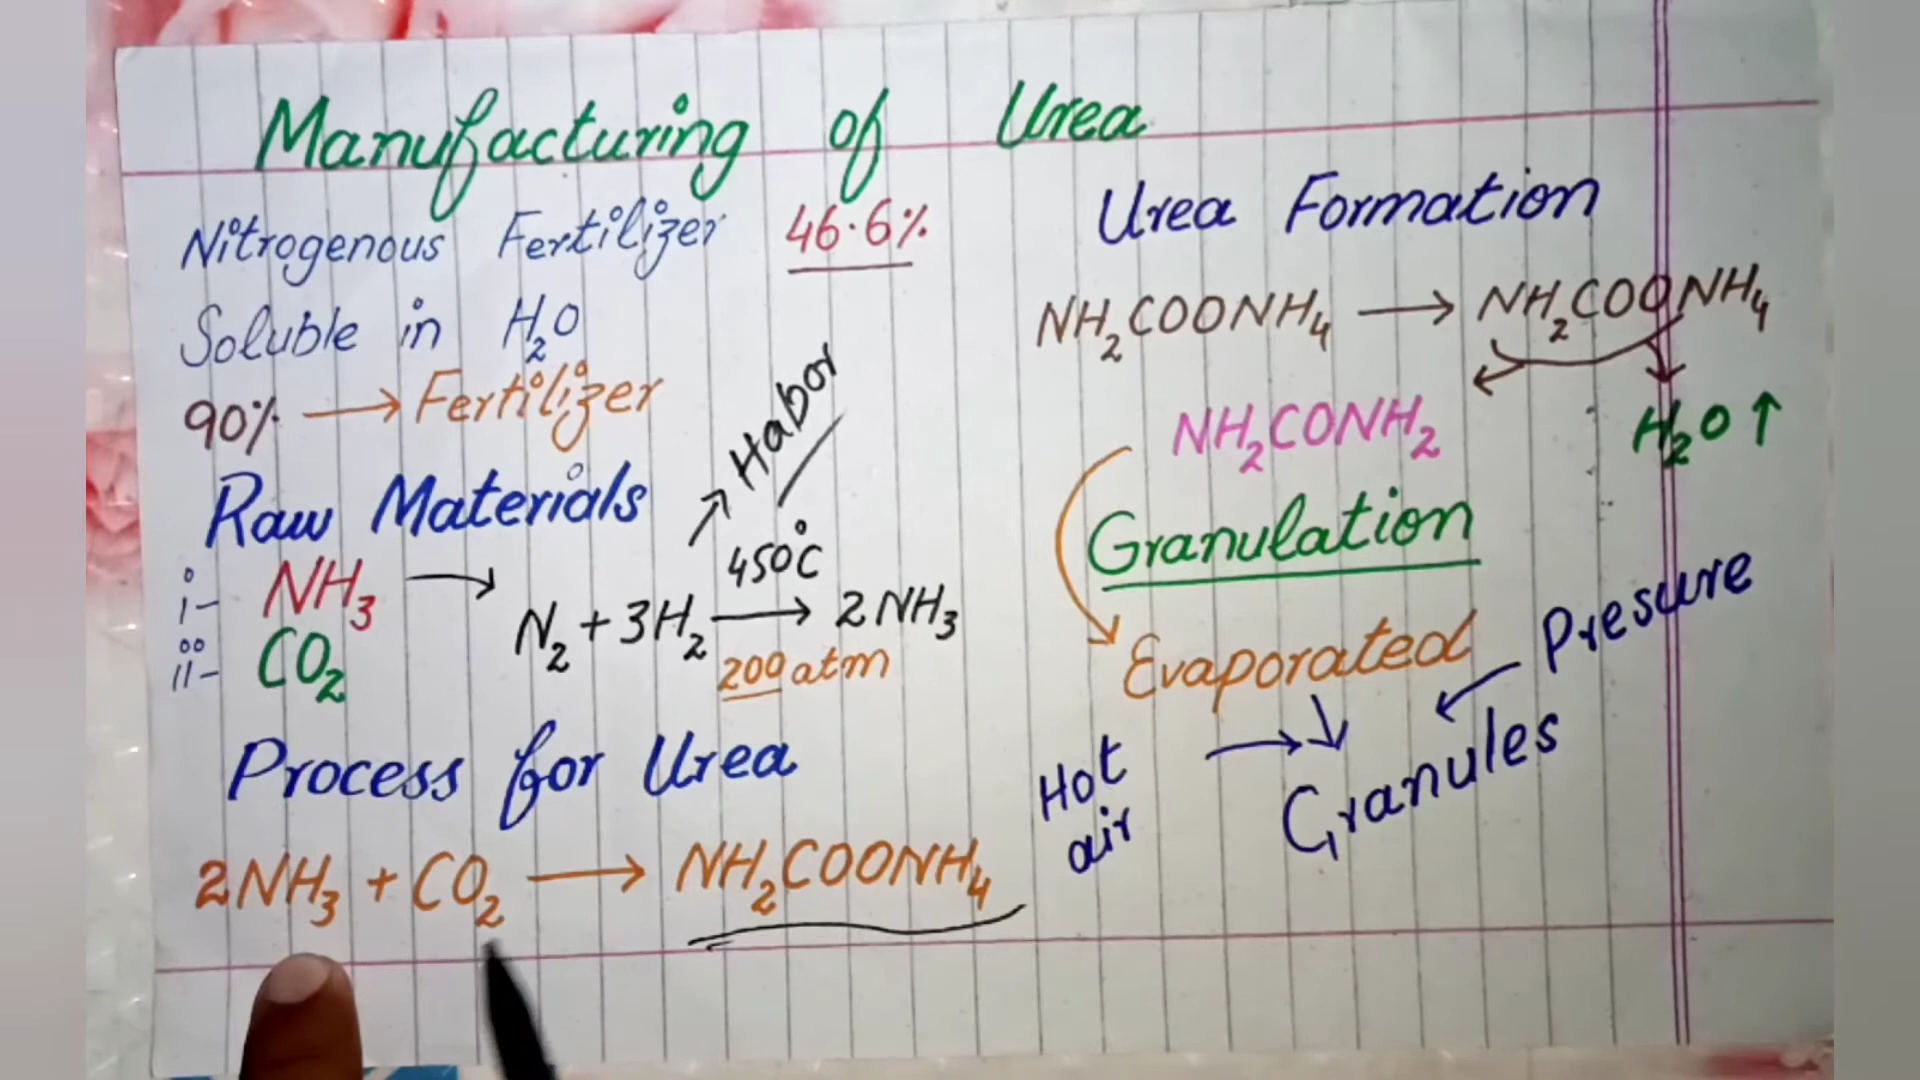 Manufacturing of Urea
Nitrogenous Fertilizer 46.6%
Soluble in H₂O
90% → Fertilizer
Raw Materials
i- NH₃ →
ii- CO₂
↗ Habor
450°C
N₂ + 3H₂ → 2NH₃
200 atm
Process for Urea
2NH₃ + CO₂ → NH₂COONH₄
Urea Formation
NH₂COONH₄ → NH₂COONH₄
NH₂CONH₂ H₂O↑
Granulation
Evaporated
Presure
Hot air →
Granules